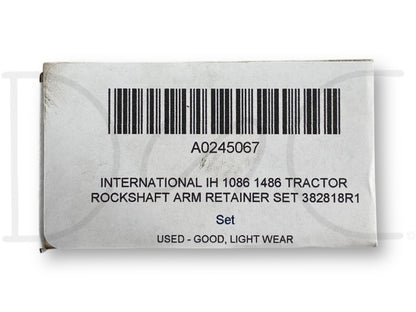 A0245067
INTERNATIONAL IH 1086 1486 TRACTOR
ROCKSHAFT ARM RETAINER SET 382818R1
Set
USED - GOOD, LIGHT WEAR